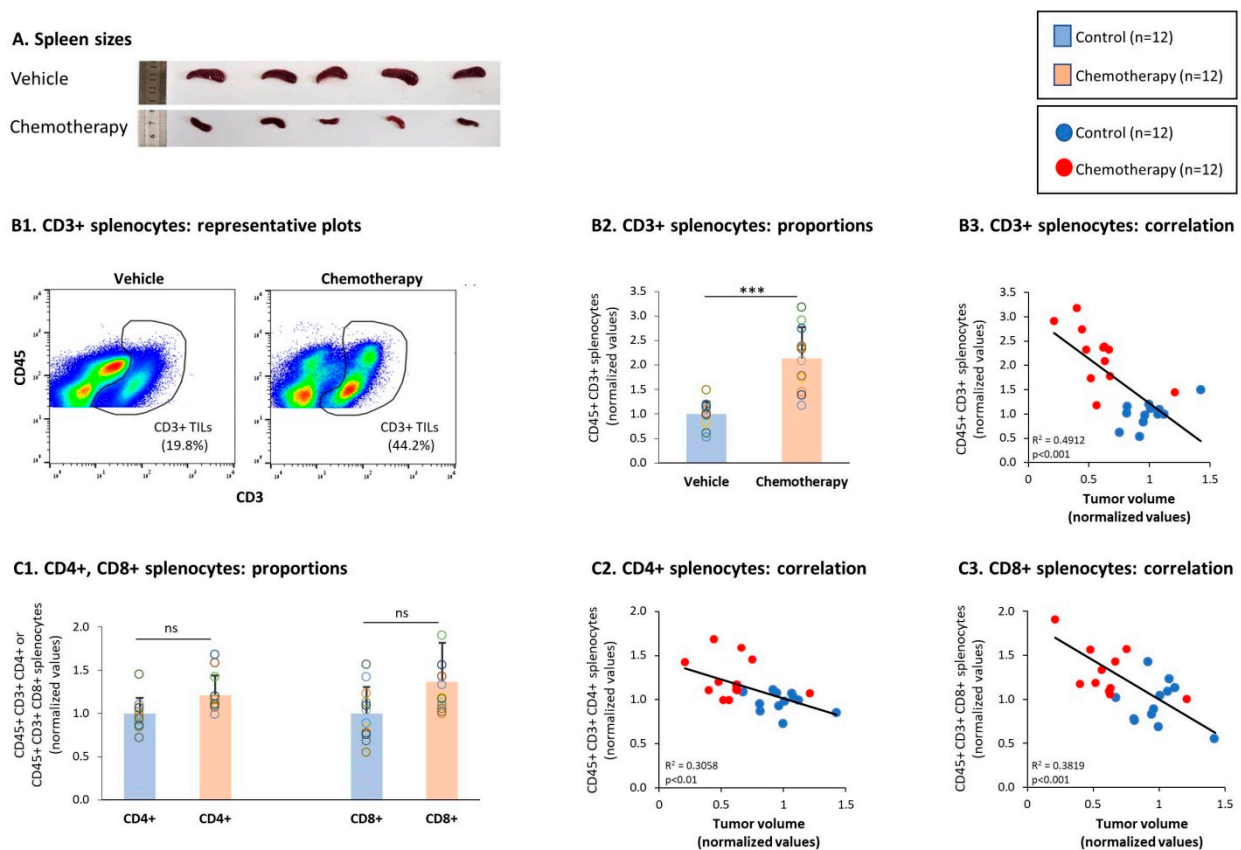 A. Spleen sizes
Vehicle
Chemotherapy
Control (n=12)
Chemotherapy (n=12)
Control (n=12)
Chemotherapy (n=12)
B1. CD3+ splenocytes: representative plots
Vehicle
Chemotherapy
CD45
CD3+ TILs
(19.8%)
CD3+ TILs
(44.2%)
CD3
B2. CD3+ splenocytes: proportions
CD45+ CD3+ splenocytes
(normalized values)
3.5
3.0
2.5
2.0
1.5
1.0
0.5
0.0
***
Vehicle
Chemotherapy
B3. CD3+ splenocytes: correlation
CD45+ CD3+ splenocytes
(normalized values)
3.5
3.0
2.5
2.0
1.5
1.0
0.5
0.0
R² = 0.4912
p<0.001
0 0.5 1 1.5
Tumor volume
(normalized values)
C1. CD4+, CD8+ splenocytes: proportions
CD45+ CD3+ CD4+ or
CD45+ CD3+ CD8+ splenocytes
(normalized values)
2.0
1.5
1.0
0.5
0.0
ns
ns
CD4+ CD4+ CD8+ CD8+
C2. CD4+ splenocytes: correlation
CD45+ CD3+ CD4+ splenocytes
(normalized values)
2.0
1.5
1.0
0.5
0.0
R² = 0.3058
p<0.01
0 0.5 1 1.5
Tumor volume
(normalized values)
C3. CD8+ splenocytes: correlation
CD45+ CD3+ CD8+ splenocytes
(normalized values)
2.0
1.5
1.0
0.5
0.0
R² = 0.3819
p<0.001
0 0.5 1 1.5
Tumor volume
(normalized values)